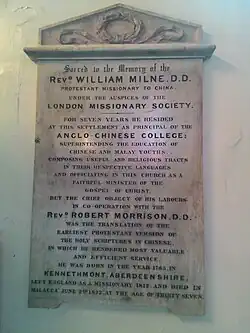 Sacred to the Memory of the
REVD. WILLIAM MILNE, D.D.
PROTESTANT MISSIONARY TO CHINA,
UNDER THE AUSPICES OF THE
LONDON MISSIONARY SOCIETY.
FOR SEVEN YEARS HE RESIDED
AT THIS SETTLEMENT AS PRINCIPAL OF THE
ANGLO-CHINESE COLLEGE;
SUPERINTENDING THE EDUCATION OF
CHINESE AND MALAY YOUTHS;
COMPOSING USEFUL AND RELIGIOUS TRACTS
IN THEIR RESPECTIVE LANGUAGES;
AND OFFICIATING IN THIS CHURCH AS A
FAITHFUL MINISTER OF THE
GOSPEL OF CHRIST.
BUT THE CHIEF OBJECT OF HIS LABOURS
IN CO-OPERATION WITH THE
REVD. ROBERT MORRISON, D.D.
WAS THE TRANSLATION OF THE
EARLIEST PROTESTANT VERSION OF
THE HOLY SCRIPTURES IN CHINESE,
IN WHICH HE RENDERED MOST VALUABLE
AND EFFICIENT SERVICE.
HE WAS BORN IN THE YEAR 1785, IN
KENNETHMONT, ABERDEENSHIRE,
LEFT ENGLAND AS A MISSIONARY 1812 AND DIED IN
MALACCA JUNE 2ND 1822, AT THE AGE OF THIRTY SEVEN.